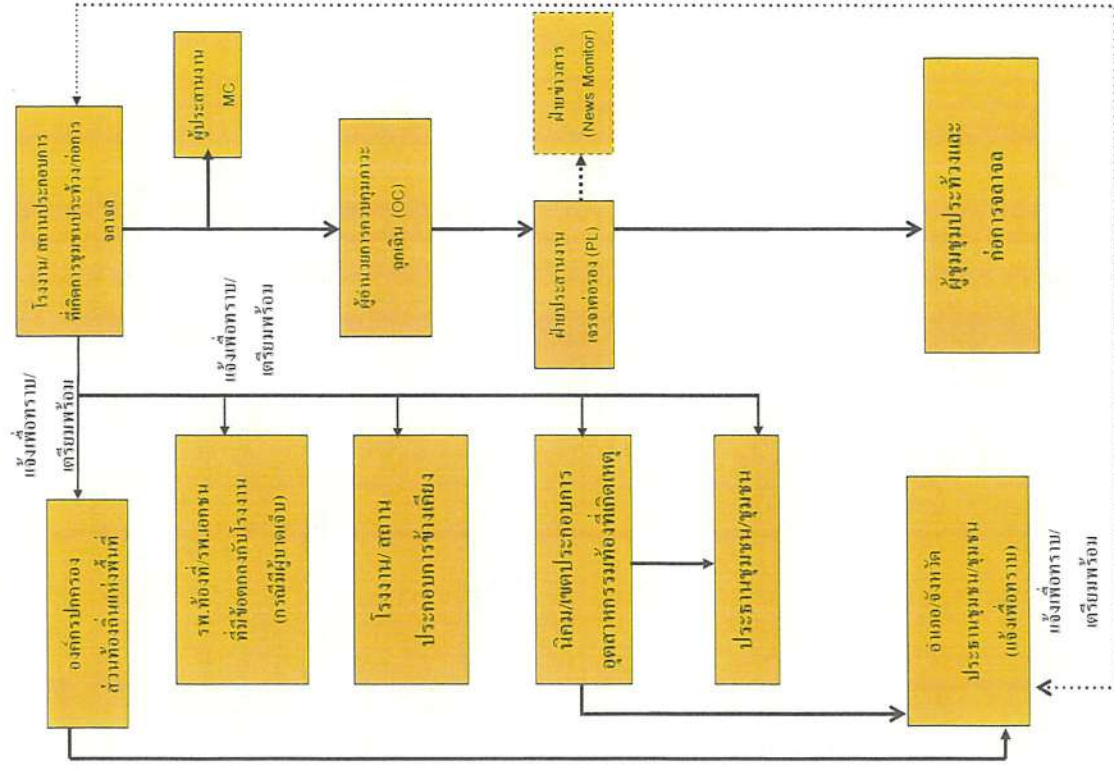 โรงงาน/ สถานประกอบการ
ที่เกิดการชุมชนประท้วง/ก่อการ
จลาจล
ผู้ประสานงาน
MC
ผู้อำนวยการควบคุมภาวะ
ฉุกเฉิน (OC)
ฝ่ายประสานงาน
เจรจาต่อรอง (PL)
ฝ่ายข่าวสาร
(News Monitor)
ผู้ชุมชุมประท้วงและ
ก่อการจลาจล
แจ้งเพื่อทราบ/
เตรียมพร้อม
แจ้งเพื่อทราบ/
เตรียมพร้อม
องค์กรปกครอง
ส่วนท้องถิ่นแห่งพื้นที่
รพ.ท้องที่/รพ.เอกชน
ที่มีข้อตกลงกับโรงงาน
(กรณีมีผู้บาดเจ็บ)
โรงงาน/ สถาน
ประกอบการข้างเคียง
นิคม/เขตประกอบการ
อุตสาหกรรมท้องที่เกิดเหตุ
ประธานชุมชน/ชุมชน
อำเภอ/จังหวัด
ประธานชุมชน/ชุมชน
(แจ้งเพื่อทราบ)
แจ้งเพื่อทราบ/
เตรียมพร้อม